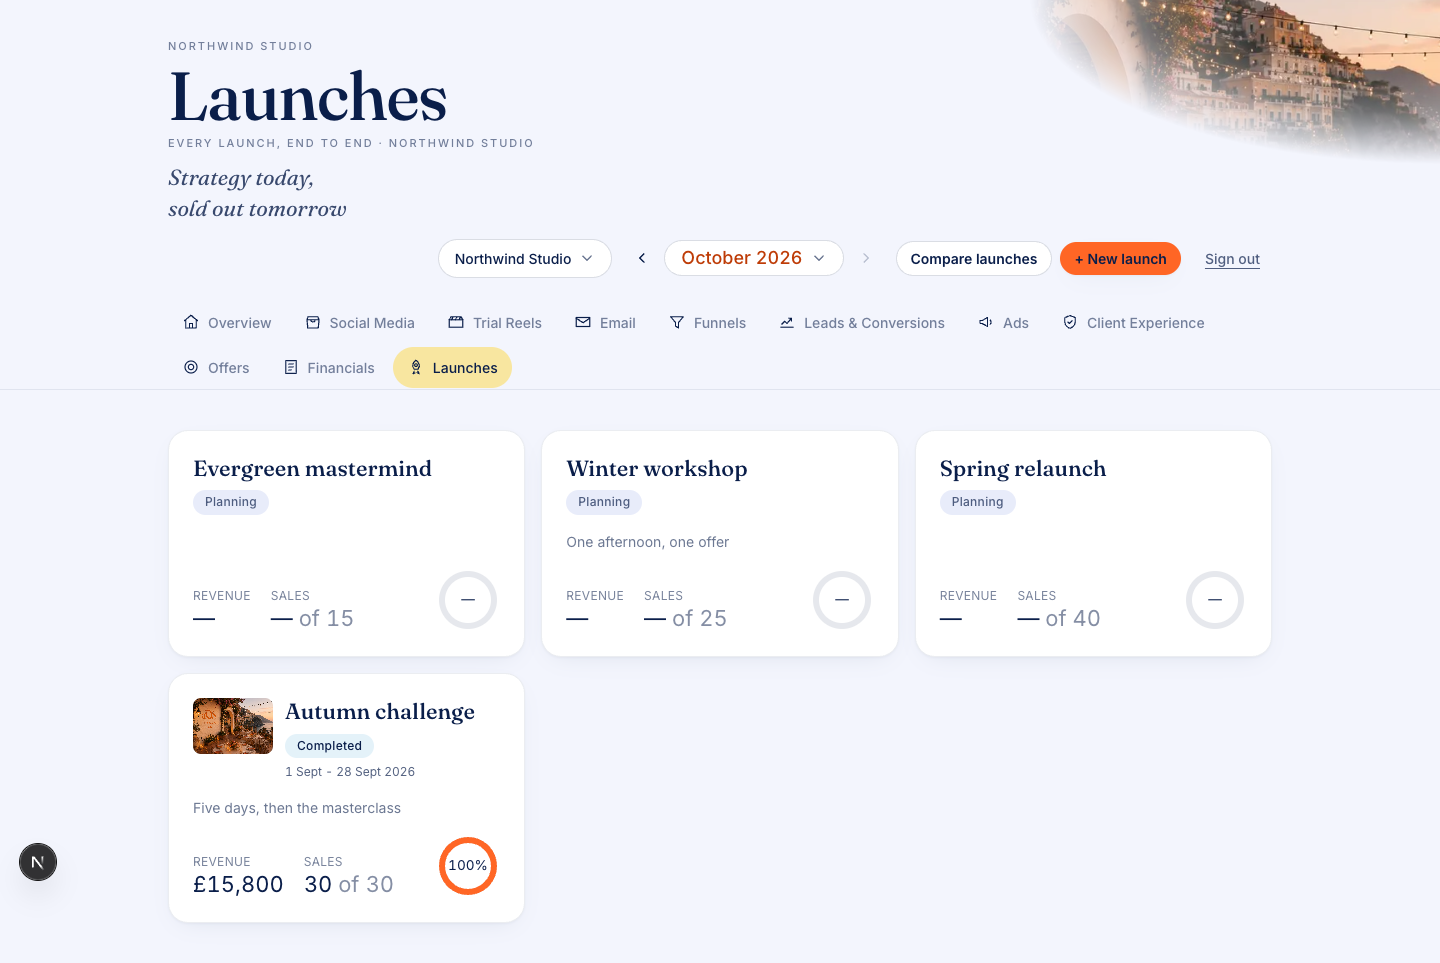 NORTHWIND STUDIO
Launches
EVERY LAUNCH, END TO END · NORTHWIND STUDIO
Strategy today,
sold out tomorrow
Northwind Studio
October 2026
Compare launches
+ New launch
Sign out
Overview
Social Media
Trial Reels
Email
Funnels
Leads & Conversions
Ads
Client Experience
Offers
Financials
Launches
Evergreen mastermind
Planning
REVENUE SALES
— — of 15
—
Winter workshop
Planning
One afternoon, one offer
REVENUE SALES
— — of 25
—
Spring relaunch
Planning
REVENUE SALES
— — of 40
—
Autumn challenge
Completed
1 Sept - 28 Sept 2026
Five days, then the masterclass
REVENUE SALES
£15,800 30 of 30
100%
N